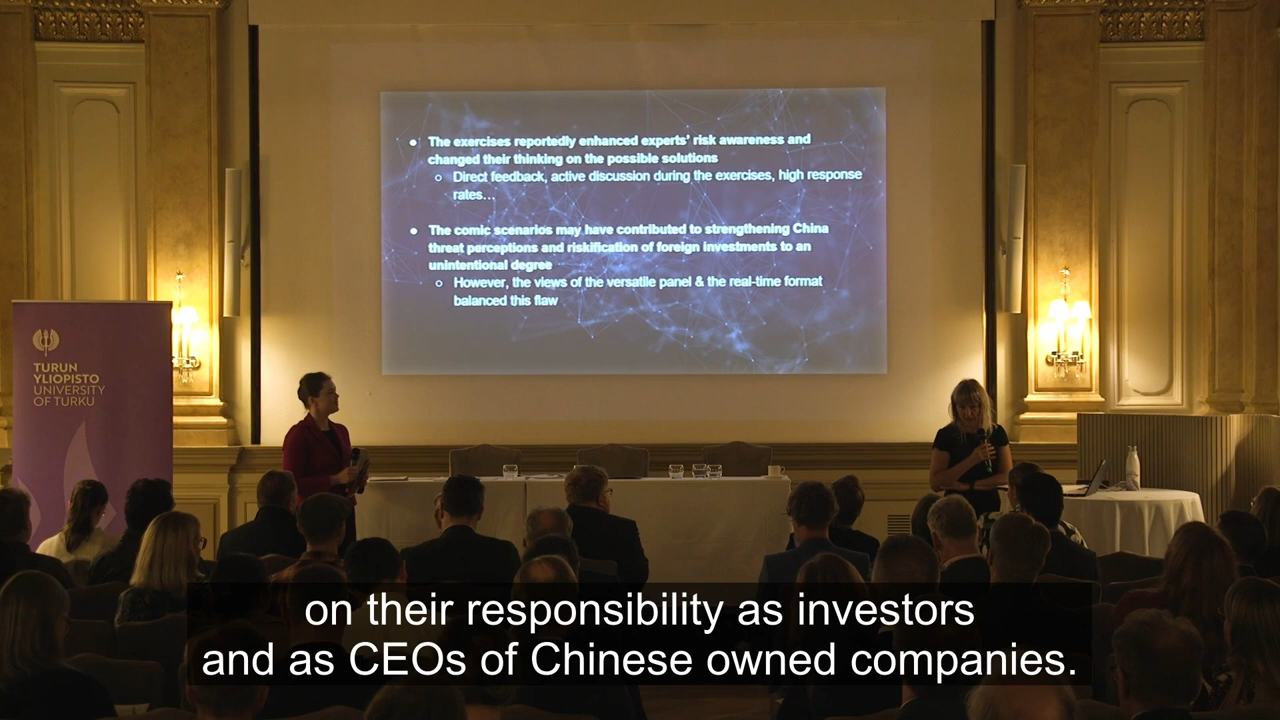 ● The exercises reportedly enhanced experts' risk awareness and
changed their thinking on the possible solutions
○ Direct feedback, active discussion during the exercises, high response
rates…
● The comic scenarios may have contributed to strengthening China
threat perceptions and riskification of foreign investments to an
unintentional degree
○ However, the views of the versatile panel & the real-time format
balanced this flaw
TURUN
YLIOPISTO
UNIVERSITY
OF TURKU
on their responsibility as investors
and as CEOs of Chinese owned companies.